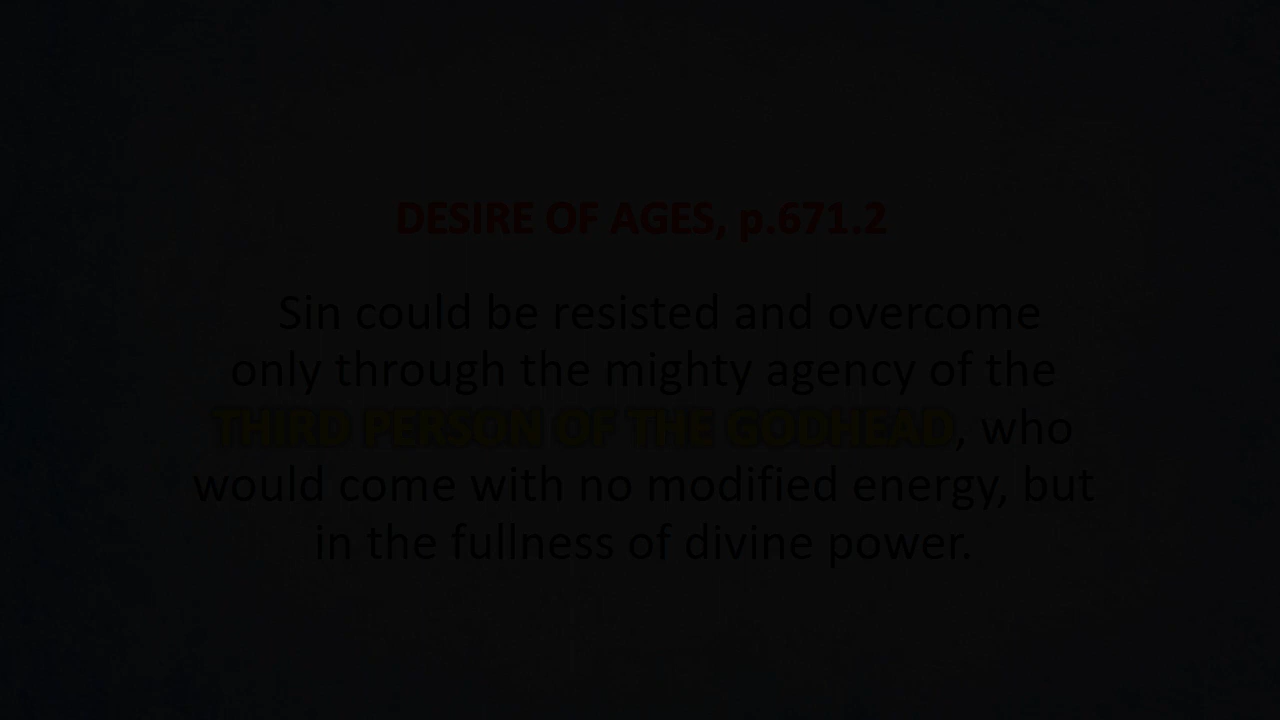 DESIRE OF AGES, p.671.2
Sin could be resisted and overcome
only through the mighty agency of the
THIRD PERSON OF THE GODHEAD, who
would come with no modified energy, but
in the fullness of divine power.